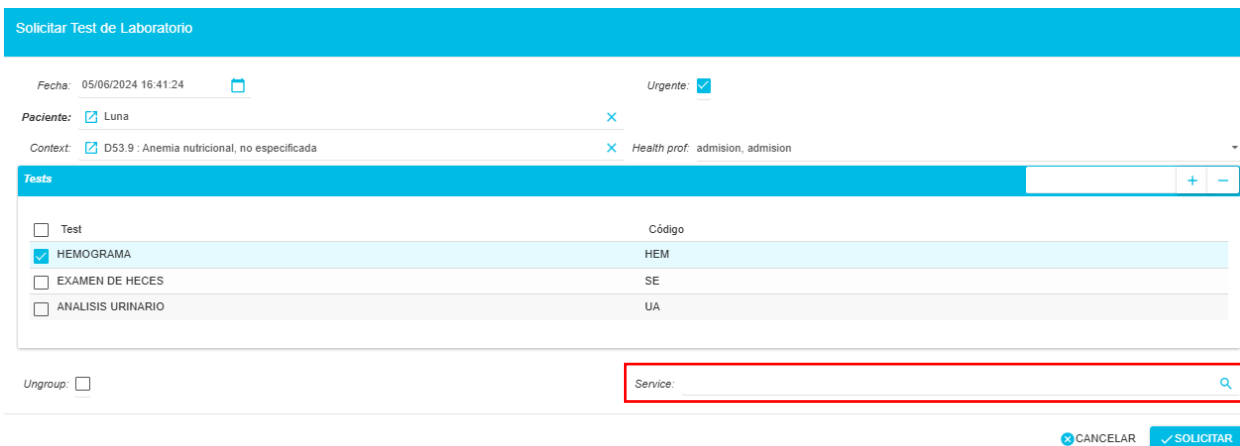 Solicitar Test de Laboratorio
Fecha: 05/06/2024 16:41:24 Urgente:
Paciente: Luna
Context: D53.9 : Anemia nutricional, no especificada Health prof: admision, admision
Tests
Test Código
HEMOGRAMA HEM
EXAMEN DE HECES SE
ANALISIS URINARIO UA
Ungroup: Service:
CANCELAR SOLICITAR